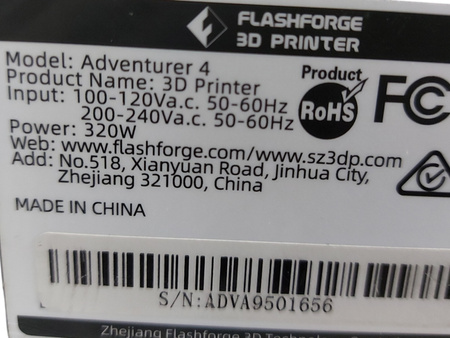 FLASHFORGE
3D PRINTER
Model: Adventurer 4
Product Name: 3D Printer
Input: 100-120Va.c. 50-60Hz
200-240Va.c. 50-60Hz
Power: 320W
Web: www.flashforge.com/www.sz3dp.com
Add: No.518, Xianyuan Road, Jinhua City,
Zhejiang 321000, China
MADE IN CHINA
Product
RoHS
FC
S/N:ADVA9501656
Zhejiang Flashforge 3D